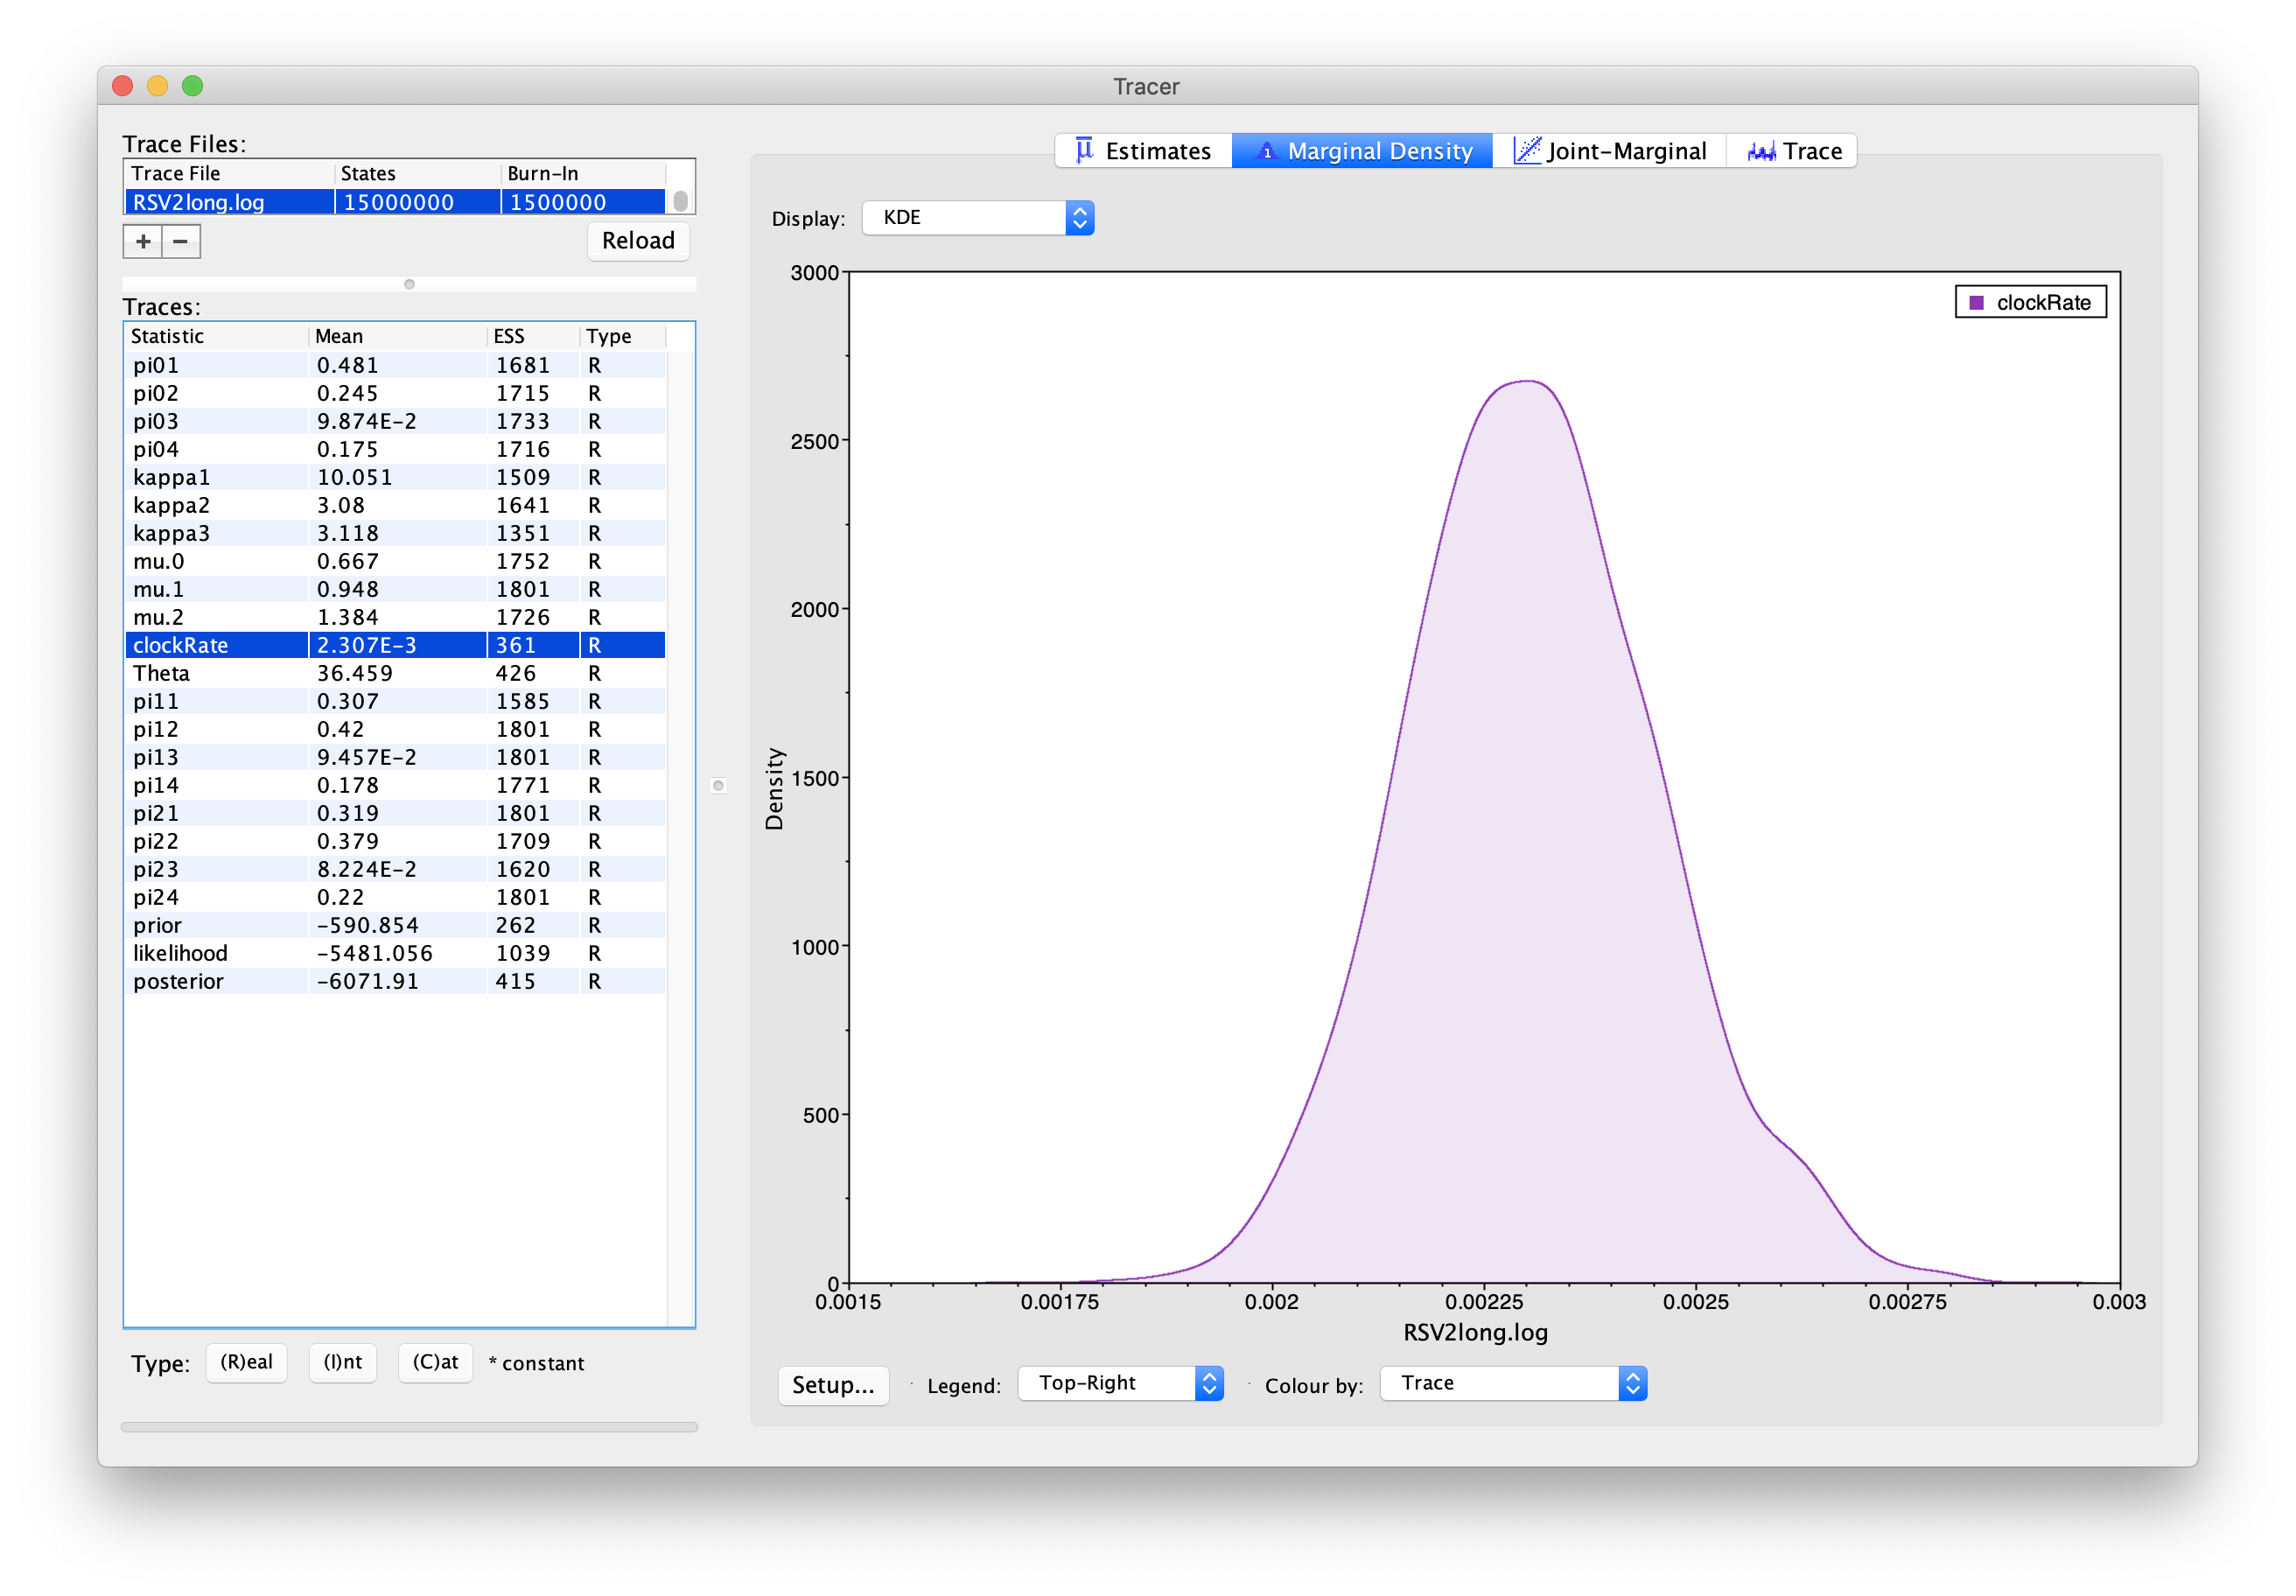 Tracer
Trace Files:
Trace File States Burn-In
RSV2long.log 15000000 1500000
+ −
Reload
Traces:
Statistic Mean ESS Type
pi01 0.481 1681 R
pi02 0.245 1715 R
pi03 9.874E-2 1733 R
pi04 0.175 1716 R
kappa1 10.051 1509 R
kappa2 3.08 1641 R
kappa3 3.118 1351 R
mu.0 0.667 1752 R
mu.1 0.948 1801 R
mu.2 1.384 1726 R
clockRate 2.307E-3 361 R
Theta 36.459 426 R
pi11 0.307 1585 R
pi12 0.42 1801 R
pi13 9.457E-2 1801 R
pi14 0.178 1771 R
pi21 0.319 1801 R
pi22 0.379 1709 R
pi23 8.224E-2 1620 R
pi24 0.22 1801 R
prior -590.854 262 R
likelihood -5481.056 1039 R
posterior -6071.91 415 R
Type: (R)eal (I)nt (C)at * constant
Estimates Marginal Density Joint-Marginal Trace
Display: KDE
3000
clockRate
2500
2000
1500
Density
1000
500
0
0.0015 0.00175 0.002 0.00225 0.0025 0.00275 0.003
RSV2long.log
Setup... Legend: Top-Right Colour by: Trace